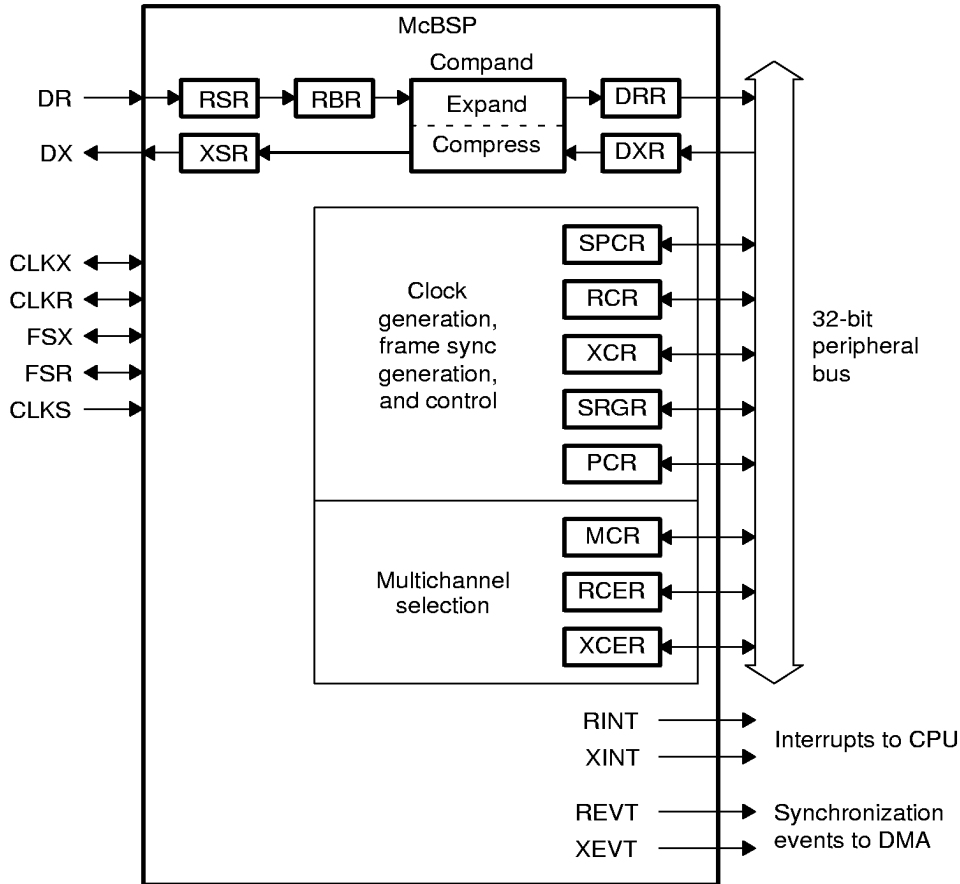 McBSP
Compand
DR
RSR
RBR
Expand
DRR
DX
XSR
Compress
DXR
SPCR
CLKX
CLKR
FSX
FSR
CLKS
Clock
generation,
frame sync
generation,
and control
RCR
XCR
SRGR
PCR
32-bit
peripheral
bus
MCR
Multichannel
selection
RCER
XCER
RINT
XINT
Interrupts to CPU
REVT
XEVT
Synchronization
events to DMA